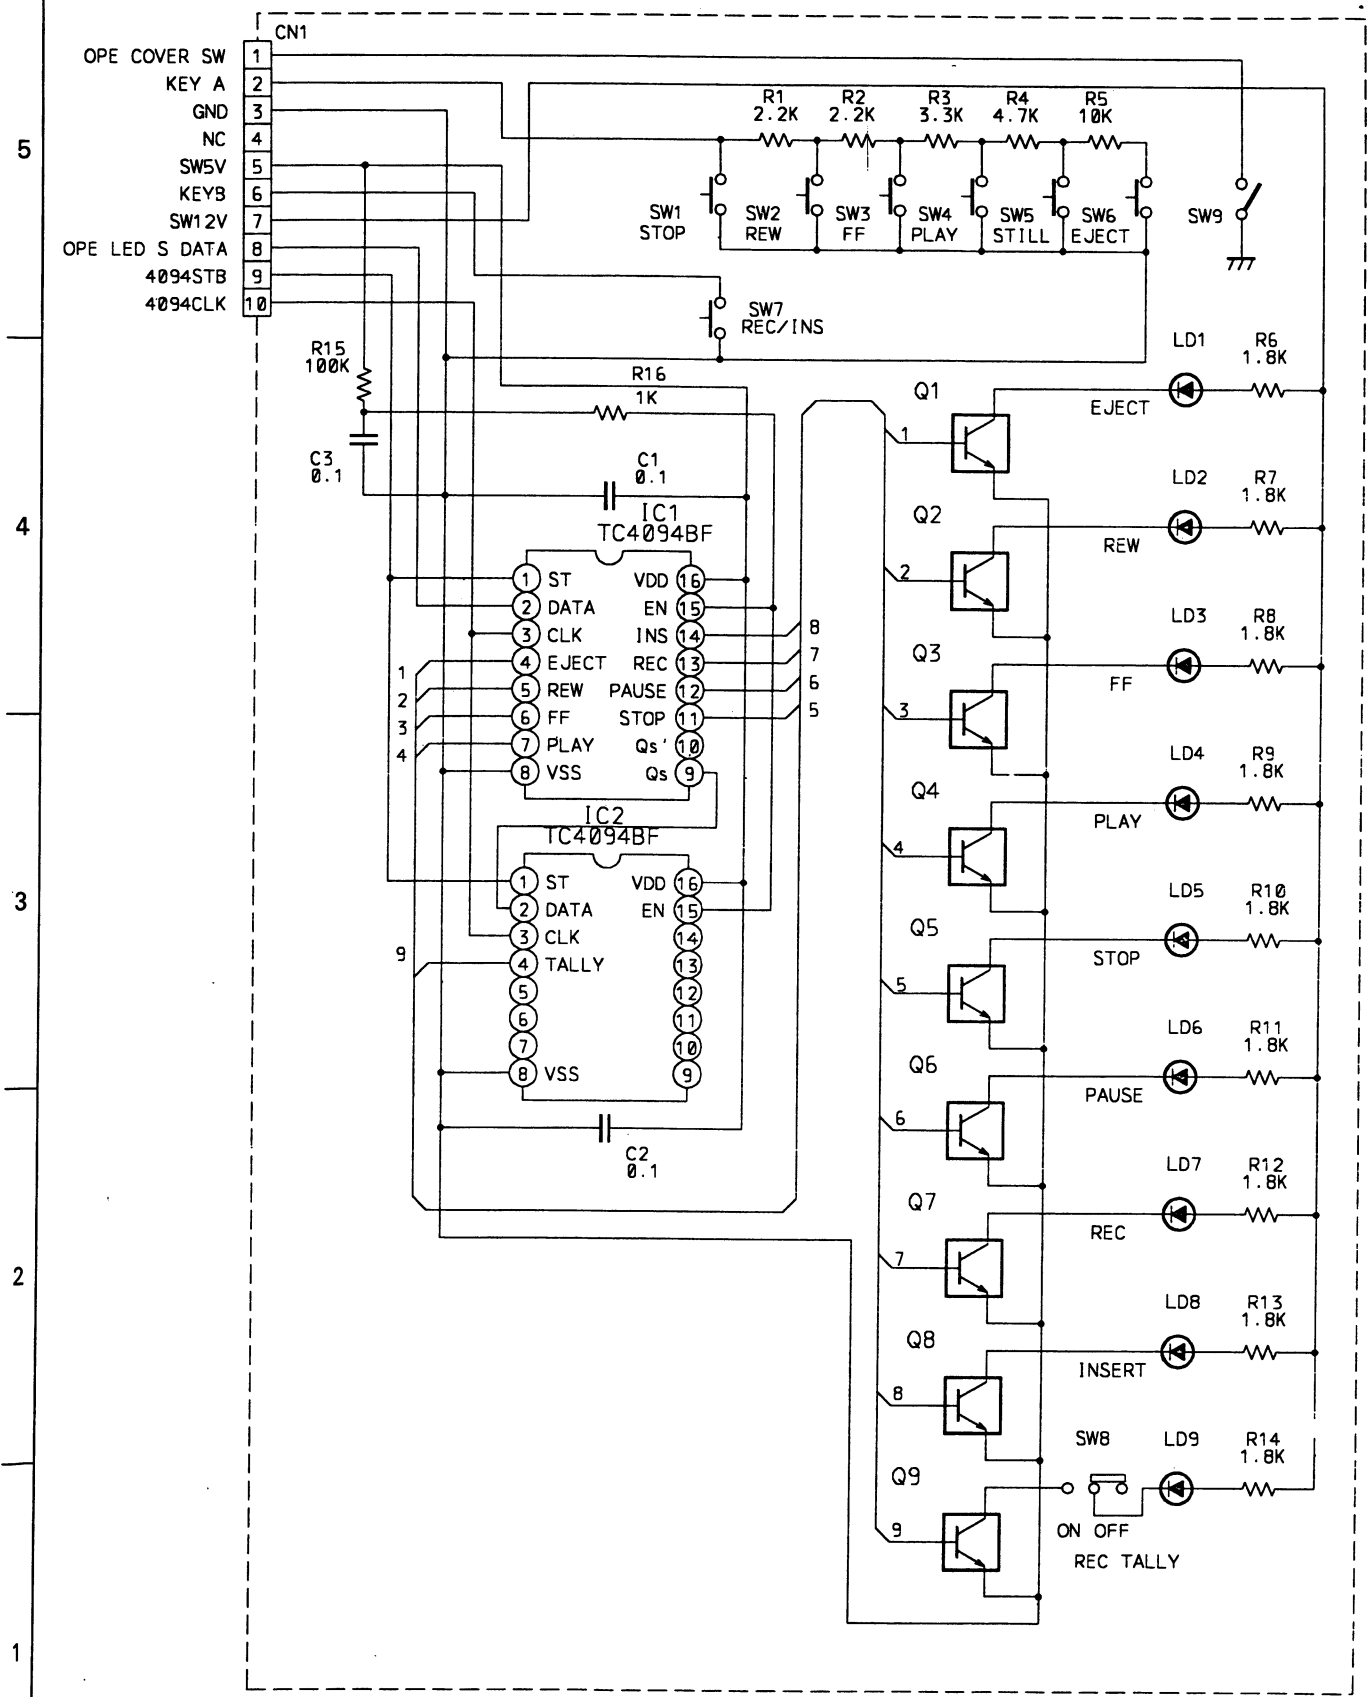 CN1
OPE COVER SW 1
KEY A 2
GND 3
NC 4
SW5V 5
KEYB 6
SW12V 7
OPE LED S DATA 8
4094STB 9
4094CLK 10
5
4
3
2
1
R1
2.2K
R2
2.2K
R3
3.3K
R4
4.7K
R5
10K
SW1
STOP
SW2
REW
SW3
FF
SW4
PLAY
SW5
STILL
SW6
EJECT
SW9
SW7
REC/INS
R15
100K
R16
1K
C3
0.1
C1
0.1
IC1
TC4094BF
1 ST
2 DATA
3 CLK
4 EJECT
5 REW
6 FF
7 PLAY
8 VSS
VDD 16
EN 15
INS 14
REC 13
PAUSE 12
STOP 11
Qs' 10
Qs 9
1
2
3
4
8
7
6
5
IC2
TC4094BF
1 ST
2 DATA
3 CLK
4 TALLY
5
6
7
8 VSS
VDD 16
EN 15
14
13
12
11
10
9
9
C2
0.1
Q1
1
EJECT
LD1
R6
1.8K
Q2
2
REW
LD2
R7
1.8K
Q3
3
FF
LD3
R8
1.8K
Q4
4
PLAY
LD4
R9
1.8K
Q5
5
STOP
LD5
R10
1.8K
Q6
6
PAUSE
LD6
R11
1.8K
Q7
7
REC
LD7
R12
1.8K
Q8
8
INSERT
LD8
R13
1.8K
Q9
9
SW8
LD9
R14
1.8K
ON OFF
REC TALLY